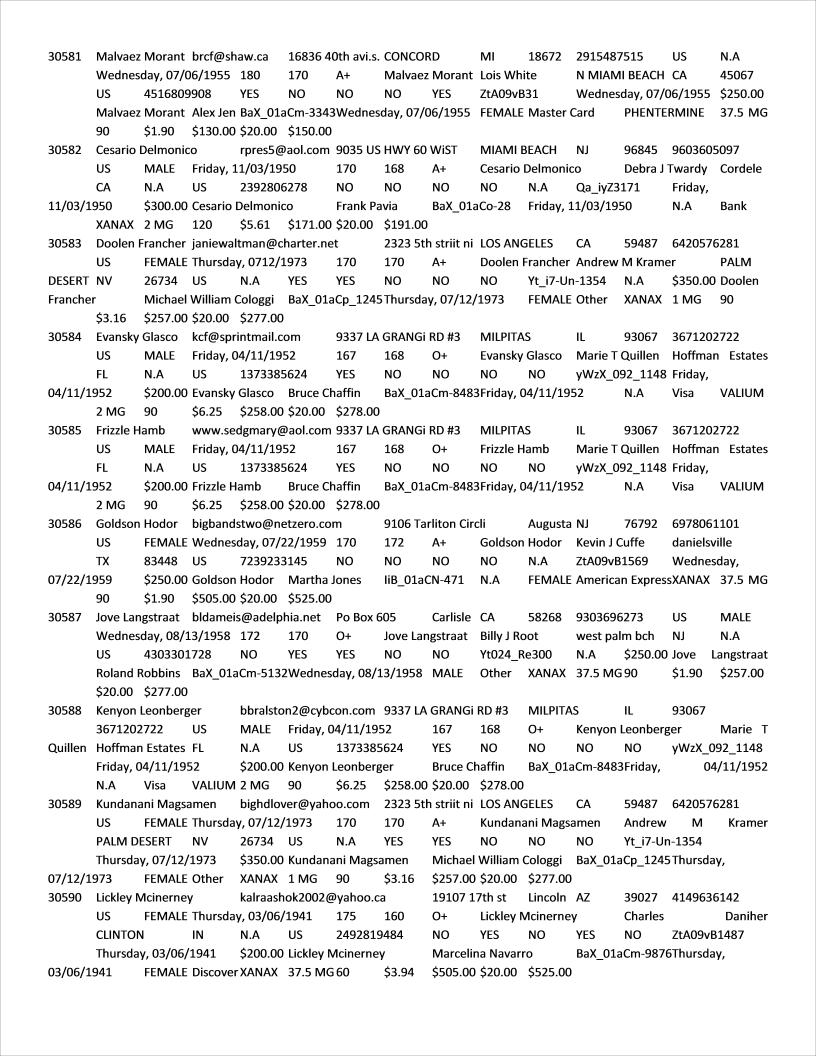 30581 Malvaez Morant brcf@shaw.ca 16836 40th avi.s. CONCORD MI 18672 2915487515 US N.A
Wednesday, 07/06/1955 180 170 A+ Malvaez Morant Lois White N MIAMI BEACH CA 45067
US 4516809908 YES NO NO NO YES ZtA09vB31 Wednesday, 07/06/1955 $250.00
Malvaez Morant Alex Jen BaX_01aCm-3343Wednesday, 07/06/1955 FEMALE Master Card PHENTERMINE 37.5 MG
90 $1.90 $130.00 $20.00 $150.00
30582 Cesario Delmonico rpres5@aol.com 9035 US HWY 60 WiST MIAMI BEACH NJ 96845 9603605097
US MALE Friday, 11/03/1950 170 168 A+ Cesario Delmonico Debra J Twardy Cordele
CA N.A US 2392806278 NO NO NO NO N.A Qa_iyZ3171 Friday,
11/03/1950 $300.00 Cesario Delmonico Frank Pavia BaX_01aCo-28 Friday, 11/03/1950 N.A Bank
XANAX 2 MG 120 $5.61 $171.00 $20.00 $191.00
30583 Doolen Francher janiewaltman@charter.net 2323 5th striit ni LOS ANGELES CA 59487 6420576281
US FEMALE Thursday, 0712/1973 170 170 A+ Doolen Francher Andrew M Kramer PALM
DESERT NV 26734 US N.A YES YES NO NO NO Yt_i7-Un-1354 N.A $350.00 Doolen
Francher Michael William Cologgi BaX_01aCp_1245Thursday, 07/12/1973 FEMALE Other XANAX 1 MG 90
$3.16 $257.00 $20.00 $277.00
30584 Evansky Glasco kcf@sprintmail.com 9337 LA GRANGi RD #3 MILPITAS IL 93067 3671202722
US MALE Friday, 04/11/1952 167 168 O+ Evansky Glasco Marie T Quillen Hoffman Estates
FL N.A US 1373385624 YES NO NO NO NO yWzX_092_1148 Friday,
04/11/1952 $200.00 Evansky Glasco Bruce Chaffin BaX_01aCm-8483Friday, 04/11/1952 N.A Visa VALIUM
2 MG 90 $6.25 $258.00 $20.00 $278.00
30585 Frizzle Hamb www.sedgmary@aol.com 9337 LA GRANGi RD #3 MILPITAS IL 93067 3671202722
US MALE Friday, 04/11/1952 167 168 O+ Frizzle Hamb Marie T Quillen Hoffman Estates
FL N.A US 1373385624 YES NO NO NO NO yWzX_092_1148 Friday,
04/11/1952 $200.00 Frizzle Hamb Bruce Chaffin BaX_01aCm-8483Friday, 04/11/1952 N.A Visa VALIUM
2 MG 90 $6.25 $258.00 $20.00 $278.00
30586 Goldson Hodor bigbandstwo@netzero.com 9106 Tarliton Circli Augusta NJ 76792 6978061101
US FEMALE Wednesday, 07/22/1959 170 172 A+ Goldson Hodor Kevin J Cuffe danielsville
TX 83448 US 7239233145 NO NO NO NO N.A ZtA09vB1569 Wednesday,
07/22/1959 $250.00 Goldson Hodor Martha Jones IiB_01aCN-471 N.A FEMALE American ExpressXANAX 37.5 MG
90 $1.90 $505.00 $20.00 $525.00
30587 Jove Langstraat bldameis@adelphia.net Po Box 605 Carlisle CA 58268 9303696273 US MALE
Wednesday, 08/13/1958 172 170 O+ Jove Langstraat Billy J Root west palm bch NJ N.A
US 4303301728 NO YES YES NO NO Yt024_Re300 N.A $250.00 Jove Langstraat
Roland Robbins BaX_01aCm-5132Wednesday, 08/13/1958 MALE Other XANAX 37.5 MG 90 $1.90 $257.00
$20.00 $277.00
30588 Kenyon Leonberger bbralston2@cybcon.com 9337 LA GRANGi RD #3 MILPITAS IL 93067
3671202722 US MALE Friday, 04/11/1952 167 168 O+ Kenyon Leonberger Marie T
Quillen Hoffman Estates FL N.A US 1373385624 YES NO NO NO NO yWzX_092_1148
Friday, 04/11/1952 $200.00 Kenyon Leonberger Bruce Chaffin BaX_01aCm-8483Friday, 04/11/1952
N.A Visa VALIUM 2 MG 90 $6.25 $258.00 $20.00 $278.00
30589 Kundanani Magsamen bighdlover@yahoo.com 2323 5th striit ni LOS ANGELES CA 59487 6420576281
US FEMALE Thursday, 07/12/1973 170 170 A+ Kundanani Magsamen Andrew M Kramer
PALM DESERT NV 26734 US N.A YES YES NO NO NO Yt_i7-Un-1354
Thursday, 07/12/1973 $350.00 Kundanani Magsamen Michael William Cologgi BaX_01aCp_1245Thursday,
07/12/1973 FEMALE Other XANAX 1 MG 90 $3.16 $257.00 $20.00 $277.00
30590 Lickley Mcinerney kalraashok2002@yahoo.ca 19107 17th st Lincoln AZ 39027 4149636142
US FEMALE Thursday, 03/06/1941 175 160 O+ Lickley Mcinerney Charles Daniher
CLINTON IN N.A US 2492819484 NO YES NO YES NO ZtA09vB1487
Thursday, 03/06/1941 $200.00 Lickley Mcinerney Marcelina Navarro BaX_01aCm-9876Thursday,
03/06/1941 FEMALE Discover XANAX 37.5 MG 60 $3.94 $505.00 $20.00 $525.00